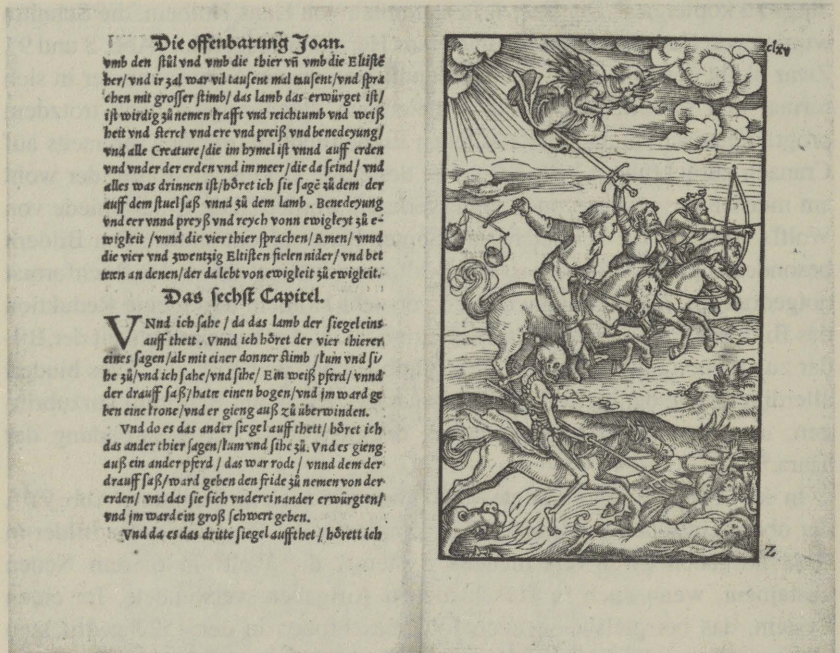 Die offenbarung Joan.
vmb den stůl vnd vmb die thier vñ vmb die Eltistẽ
her/vnd ir zal war vil tausent mal tausent/vnd sprã
chen mit grosser stimb/das lamb das erwürget ist/
ist wirdig zů nemen krafft vnd reichtumb vnd weiß
heit vnd sterck vnd ere vnd preiß vnd benedeyung/
vnd alle Creature/die im hymel ist vnnd auff erden
vnd vnder der erden vnd im meer/die da seind/vnd
alles was drinnen ist/hôret ich sie sagẽ zů dem der
auff dem stuel saß vnnd zů dem lamb. Benedeyung
vnd eer vnnd preyß vnd reych vonn ewigkeyt zů e-
wigkeit/vnnd die vier thier sprachen/Amen/vnnd
die vier vnd zwentzig Eltisten fielen nider/vnd bet
teten an denen/der da lebt von ewigkeit zů ewigkeit.
Das sechst Capitel.
VNnd ich sahe/da das lamb der siegel eins
auff thett. Vnnd ich hôret der vier thierer
eines sagen/als mit einer donner stimb/kum vnd si/
he zů/vnd ich sahe/vnd sihe/Ein weiß pferd/vnnd
der drauff saß/hatte einen bogen/vnd jm ward ge
ben eine krone/vnd er gieng auß zů überwinden.
Vnd do es das ander siegel auff thett/hôret ich
das ander thier sagen/kum vnd sihe zů. Vnd es gieng
auß ein ander pferd/das war rodt/vnnd dem der
drauff saß/ward geben den fride zů nemen von der
erden/vnd das sie sich vndereinander erwürgten/
vnd jm ward ein groß schwert geben.
Vnd da es das dritte siegel auffthet/hôrett ich
clxv
Z